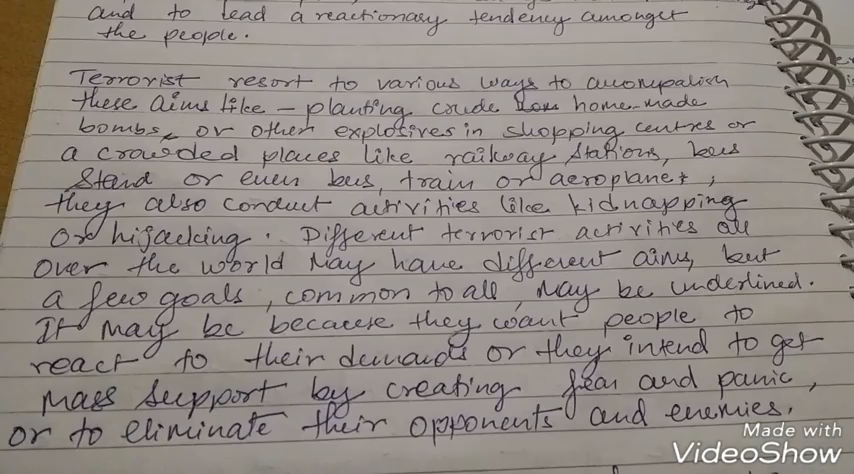 and to lead a reactionary tendency amongst
the people.
Terrorist resort to various ways to accompalish
these aims like - planting crude home-made
bombs, or other explotives in shopping centres or
a crowded places like railway stations, bus
stand or even bus, train or aeroplane,
they also conduct activities like kidnapping
or hijacking. Different terrorist activities all
over the world may have different aims, but
a few goals, common to all, may be underlined.
It may be because they want people to
react to their demands or they intend to get
mass support by creating fear and panic,
or to eliminate their opponents and enemies.
Made with
VideoShow